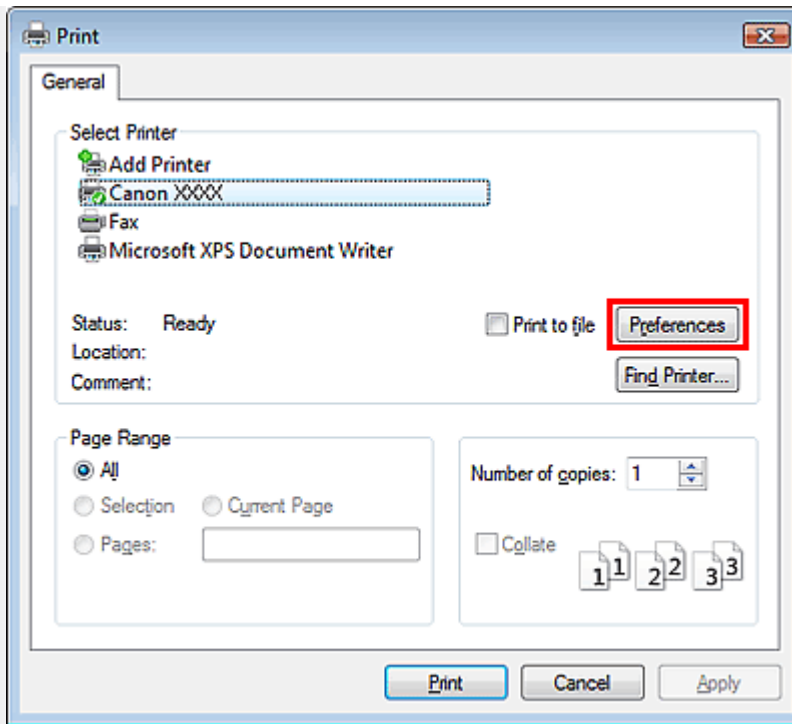 Print
General
Select Printer
Add Printer
Canon XXXX
Fax
Microsoft XPS Document Writer
Status: Ready
Print to file
Preferences
Location:
Comment:
Find Printer...
Page Range
All
Selection
Current Page
Pages:
Number of copies: 1
Collate
1 1 2 2 3 3
Print
Cancel
Apply